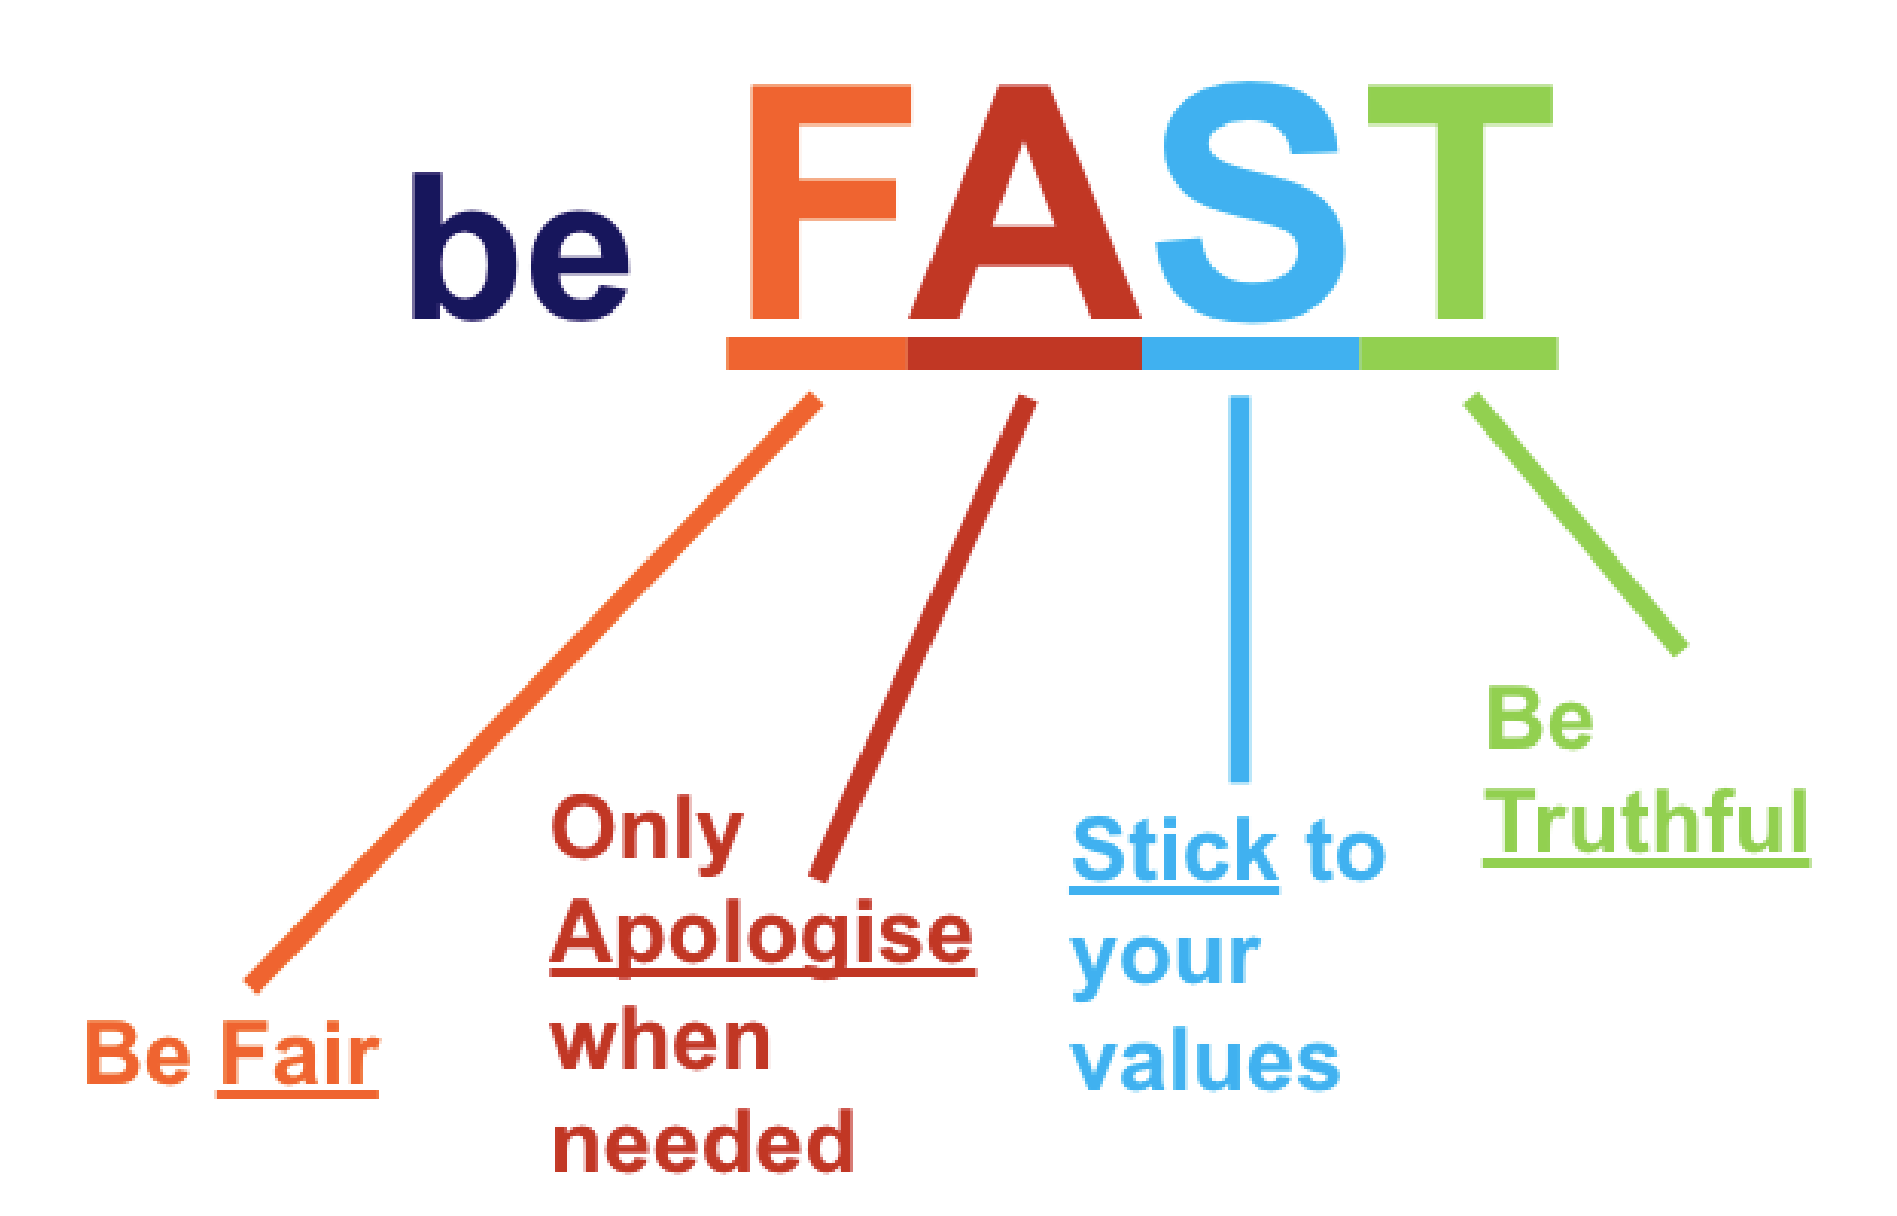 be FAST
Be Fair
Only
Apologise
when
needed
Stick to
your
values
Be
Truthful